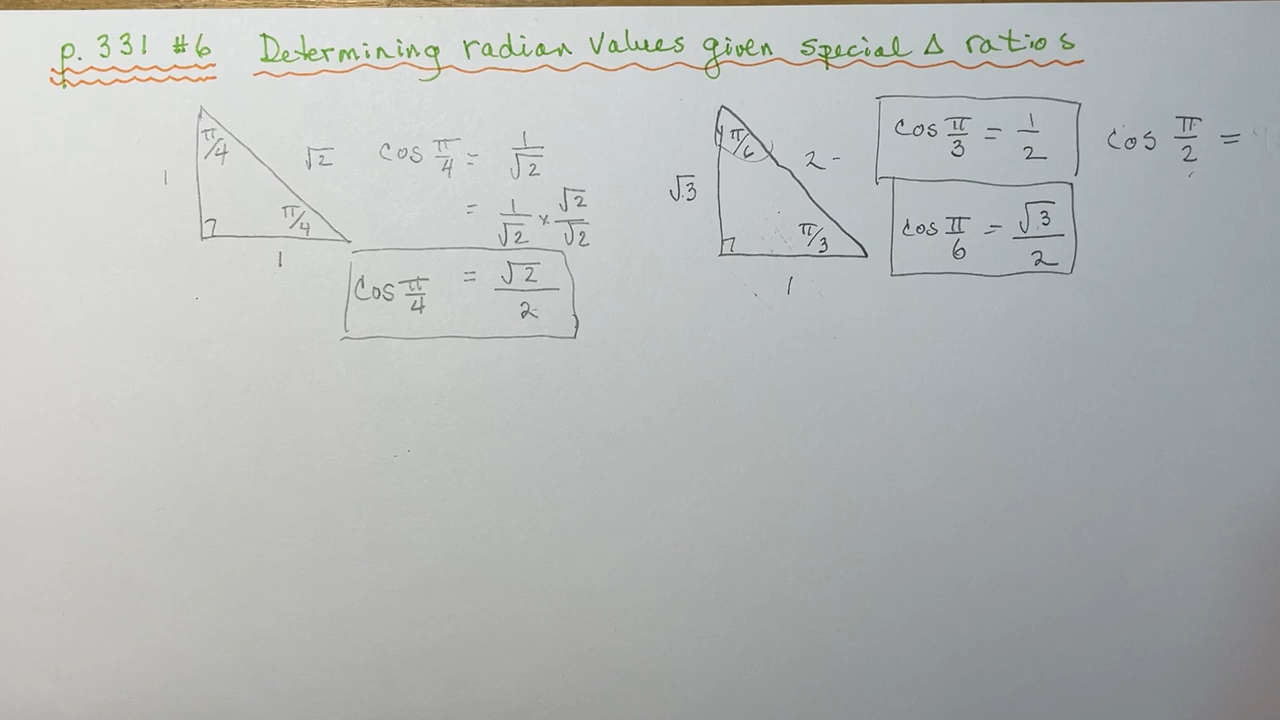 p. 331 #6 Determining radian values given special Δ ratios
π/4
√2
1
π/4
1
cos π/4 = 1/√2
= 1/√2 × √2/√2
cos π/4 = √2/2
π/6
2
√3
π/3
1
cos π/3 = 1/2
cos π/6 = √3/2
cos π/2 =